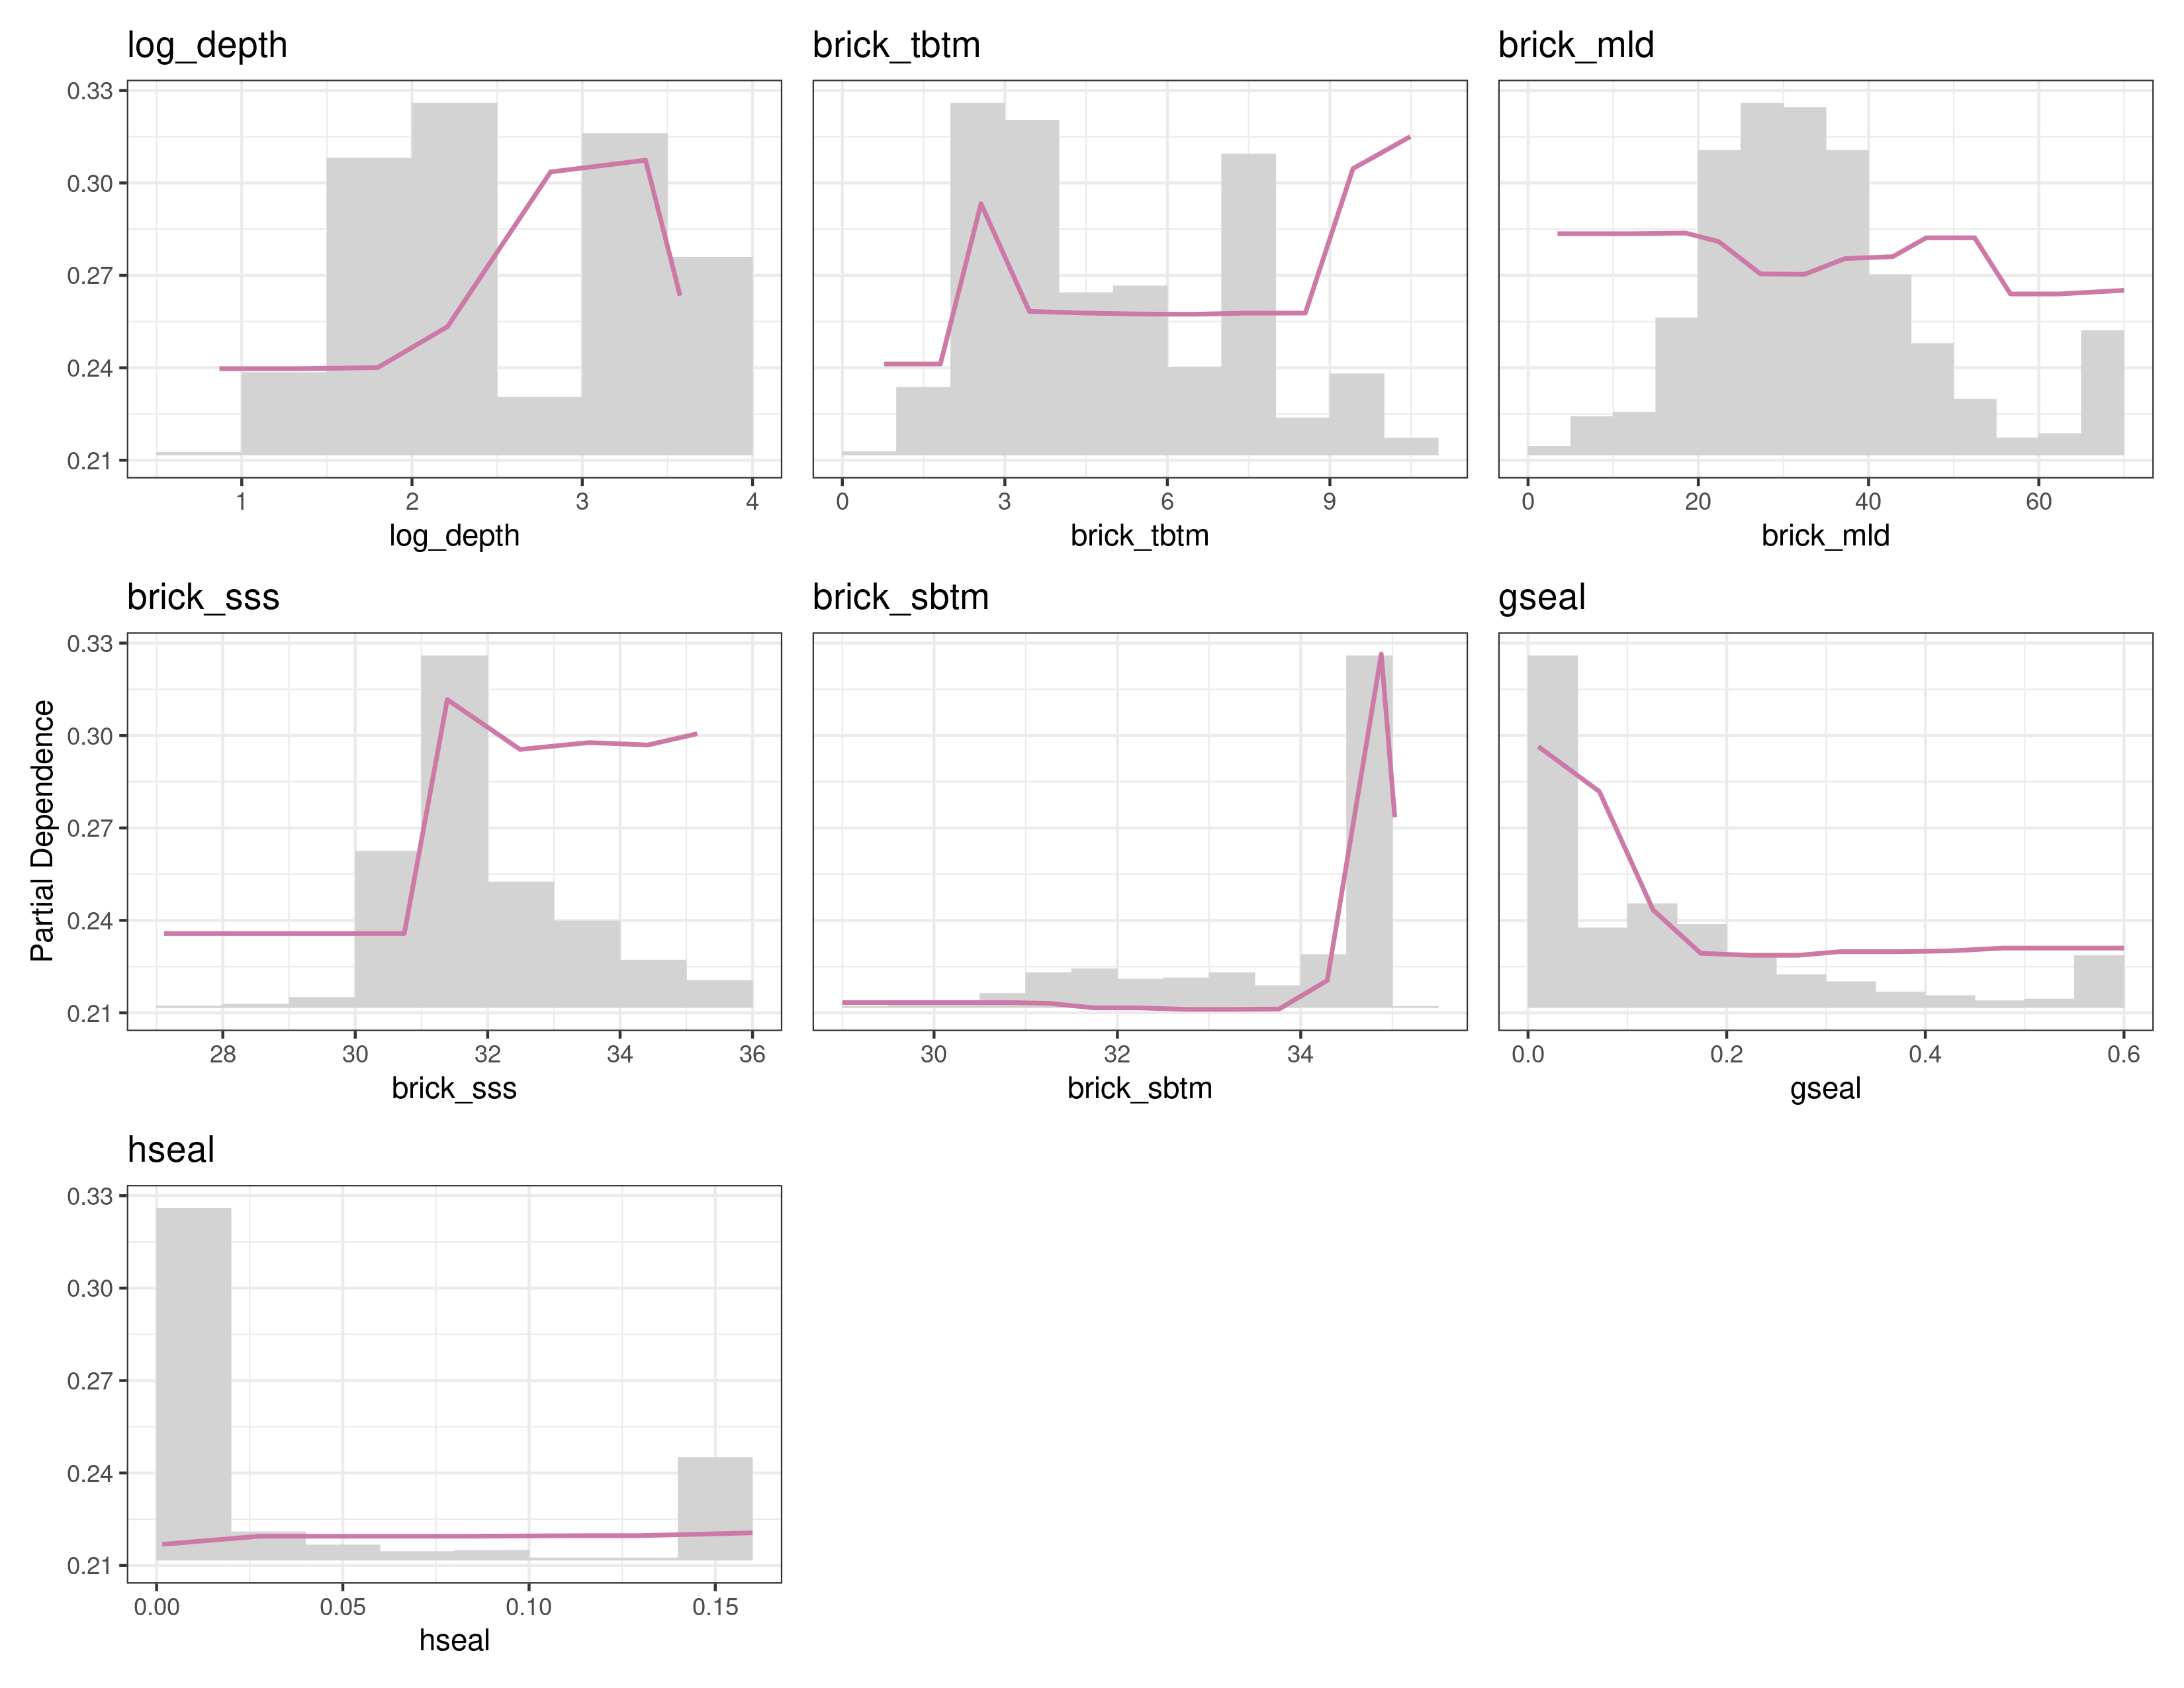 log_depth brick_tbtm brick_mld
0.33
0.30
0.27
0.24
0.21
1 2 3 4 0 3 6 9 0 20 40 60
log_depth brick_tbtm brick_mld
brick_sss brick_sbtm gseal
Partial Dependence
0.33
0.30
0.27
0.24
0.21
28 30 32 34 36 30 32 34 0.0 0.2 0.4 0.6
brick_sss brick_sbtm gseal
hseal
0.33
0.30
0.27
0.24
0.21
0.00 0.05 0.10 0.15
hseal